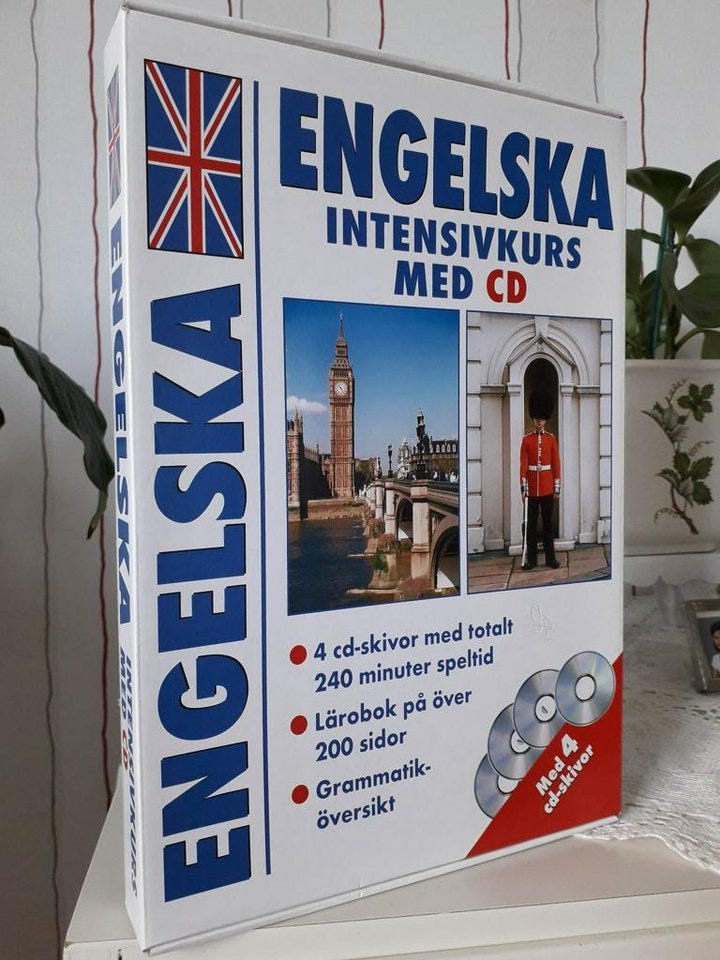 ENGELSKA
INTENSIVKURS
MED CD
ENGELSKA
4 cd-skivor med totalt
240 minuter speltid
Lärobok på över
200 sidor
Grammatik-
översikt
Med 4
cd-skivor
ENGELSKA INTENSIVKURS
MED CD